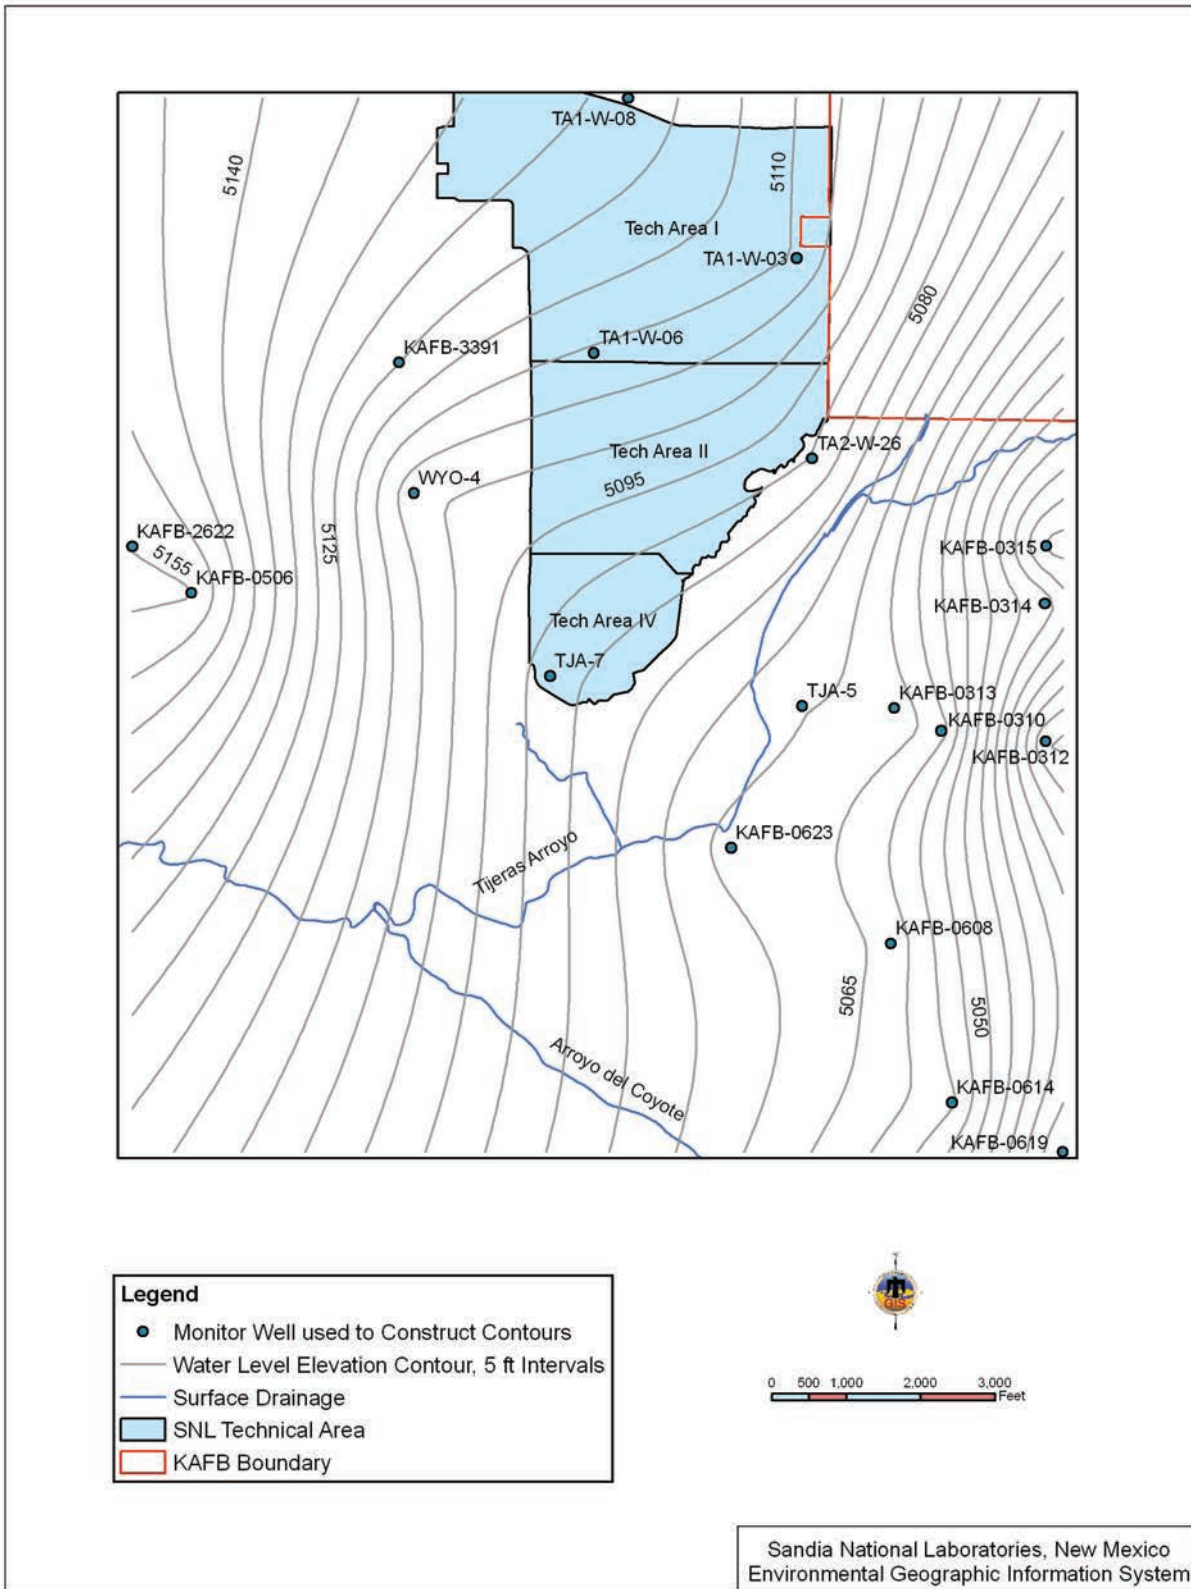 TA1-W-08
5140
5110
Tech Area I
TA1-W-03
5080
TA1-W-06
KAFB-3391
Tech Area II
TA2-W-26
WYO-4
5095
5125
KAFB-2622
5155
KAFB-0506
KAFB-0315
KAFB-0314
Tech Area IV
TJA-7
TJA-5
KAFB-0313
KAFB-0310
KAFB-0312
KAFB-0623
Tijeras Arroyo
KAFB-0608
5065
5050
Arroyo del Coyote
KAFB-0614
KAFB-0619
Legend
Monitor Well used to Construct Contours
Water Level Elevation Contour, 5 ft Intervals
Surface Drainage
SNL Technical Area
KAFB Boundary
GIS
0 500 1,000 2,000 3,000
Feet
Sandia National Laboratories, New Mexico
Environmental Geographic Information System